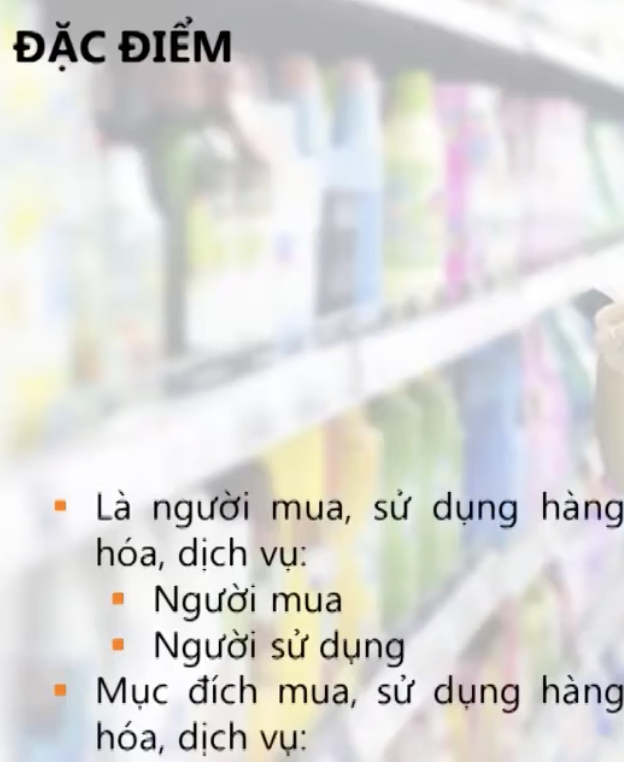 ĐẶC ĐIỂM
Là người mua, sử dụng hàng
hóa, dịch vụ:
Người mua
Người sử dụng
Mục đích mua, sử dụng hàng
hóa, dịch vụ: